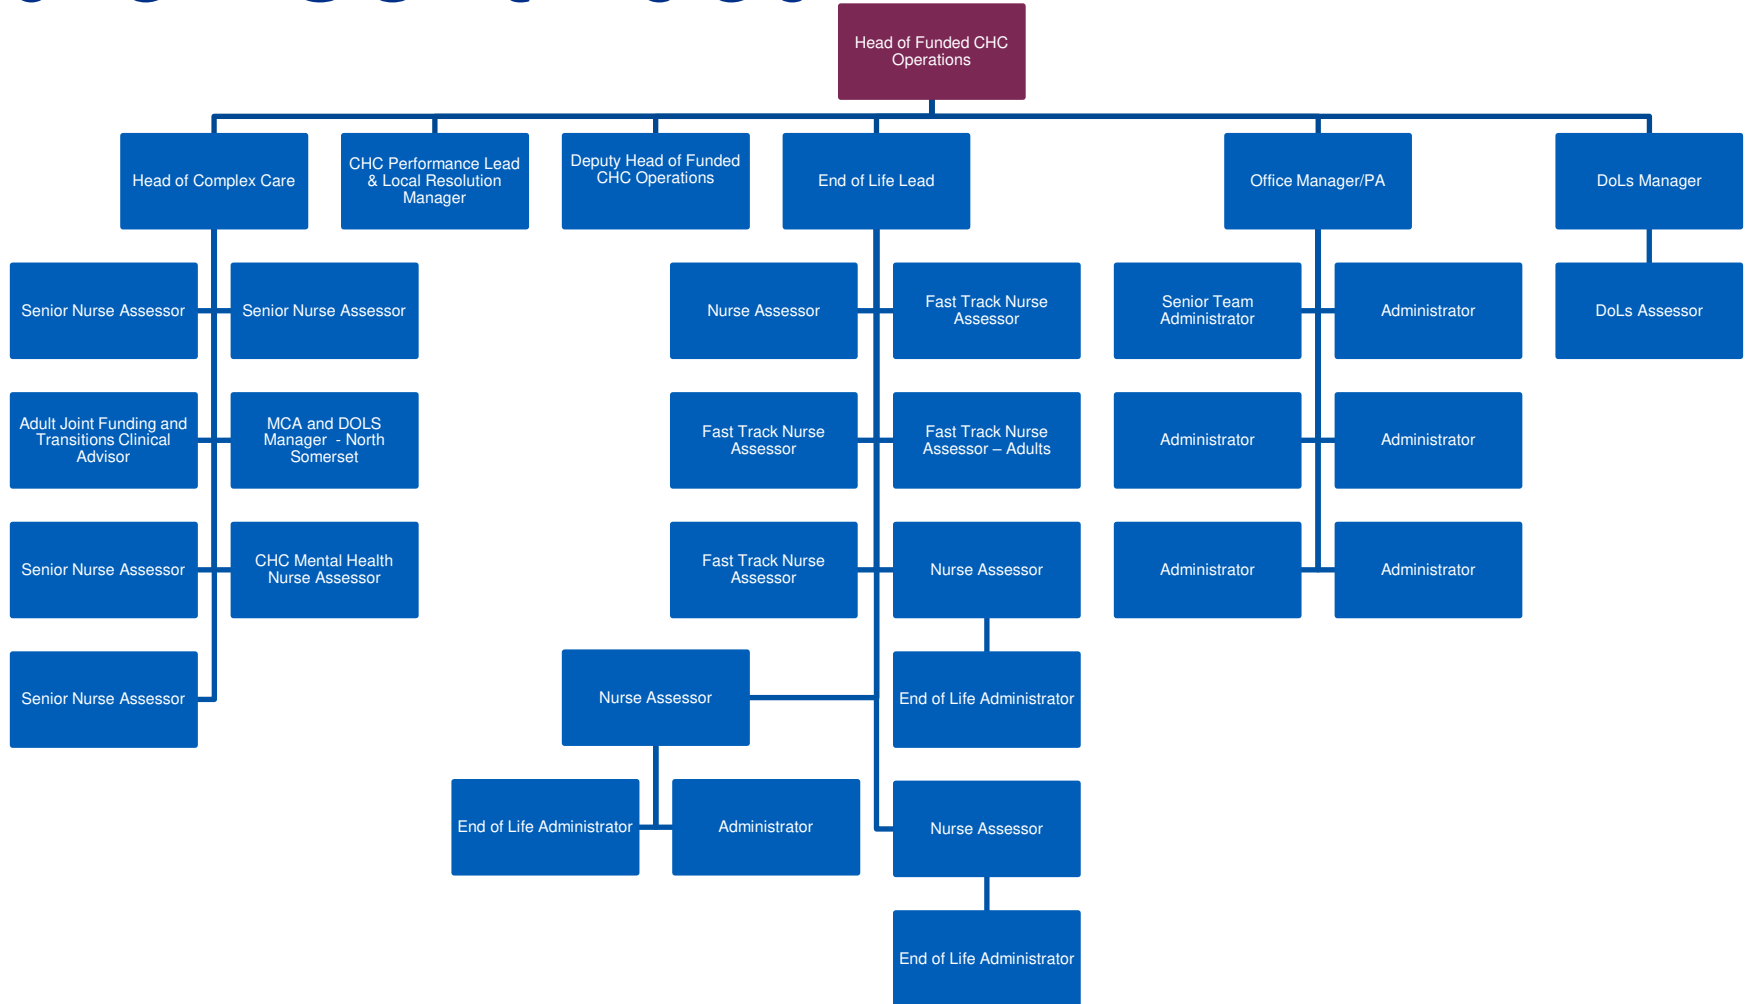 Head of Funded CHC
Operations
Head of Complex Care
CHC Performance Lead
& Local Resolution
Manager
Deputy Head of Funded
CHC Operations
End of Life Lead
Office Manager/PA
DoLs Manager
Senior Nurse Assessor
Senior Nurse Assessor
Nurse Assessor
Fast Track Nurse
Assessor
Senior Team
Administrator
Administrator
DoLs Assessor
Adult Joint Funding and
Transitions Clinical
Advisor
MCA and DOLS
Manager - North
Somerset
Fast Track Nurse
Assessor
Fast Track Nurse
Assessor – Adults
Administrator
Administrator
Senior Nurse Assessor
CHC Mental Health
Nurse Assessor
Fast Track Nurse
Assessor
Nurse Assessor
Administrator
Administrator
Senior Nurse Assessor
Nurse Assessor
End of Life Administrator
End of Life Administrator
Administrator
Nurse Assessor
End of Life Administrator